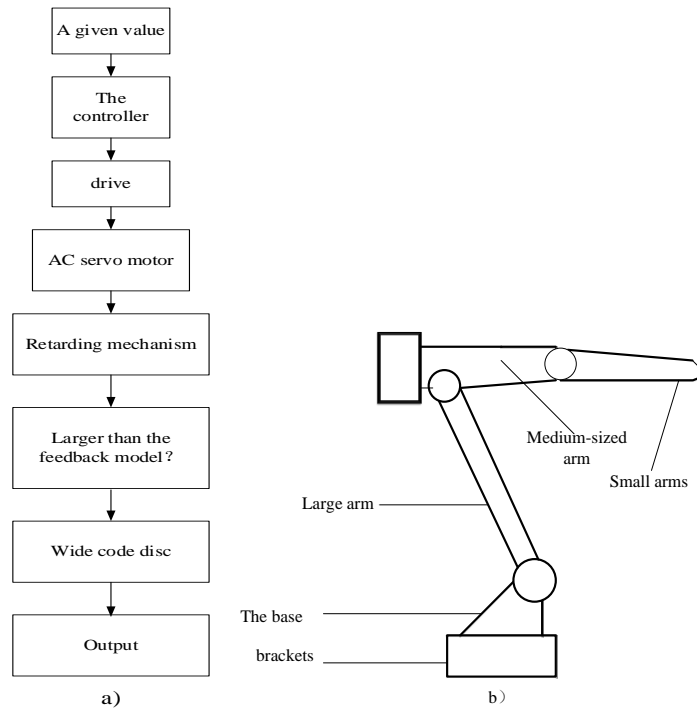 A given value
The
controller
drive
AC servo motor
Retarding mechanism
Larger than the
feedback model?
Wide code disc
Output
a)
Medium-sized
arm
Small arms
Large arm
The base
brackets
b）